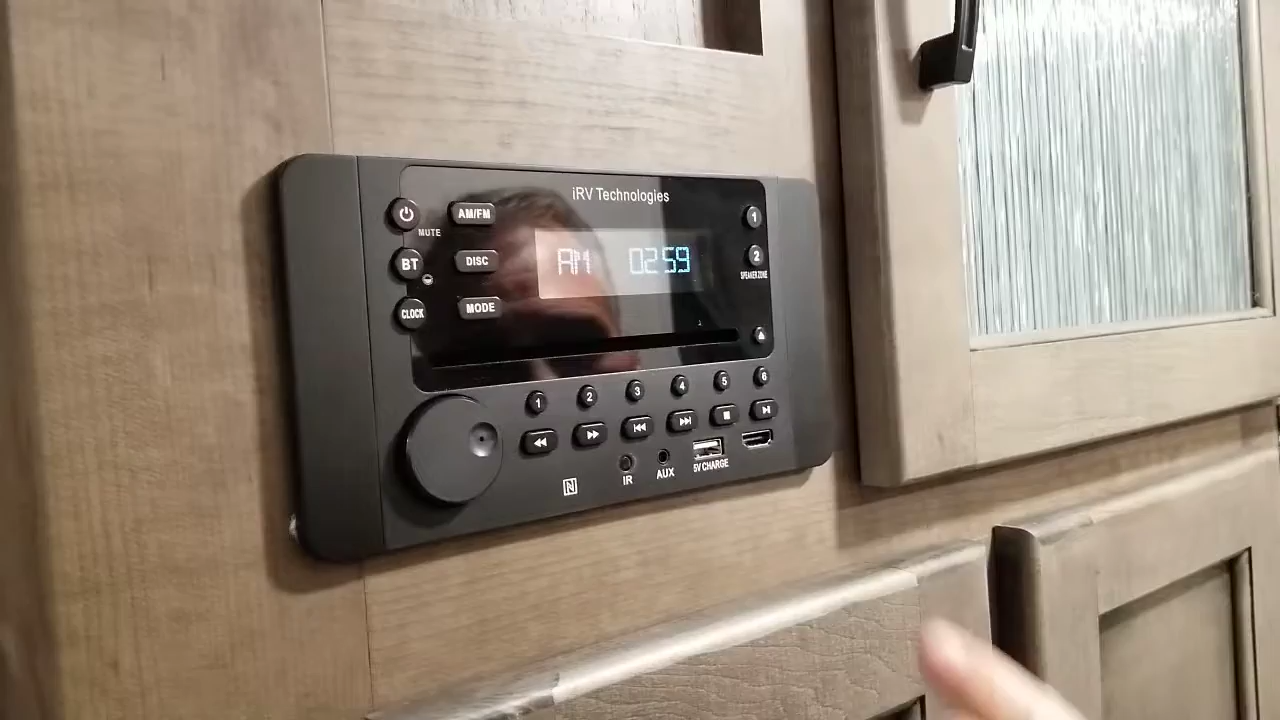 iRV Technologies
AM/FM
1
MUTE
BT
DISC
AM 02:59
2
SPEAKER ZONE
CLOCK
MODE
1 2 3 4 5 6
IR
AUX
5V CHARGE